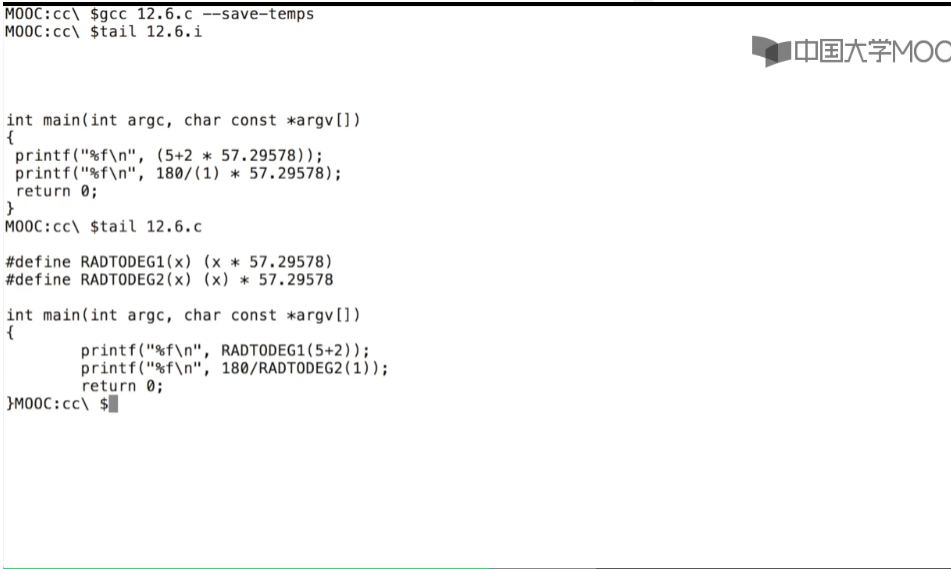 MOOC:cc\ $gcc 12.6.c --save-temps
MOOC:cc\ $tail 12.6.i
中国大学MOOC
int main(int argc, char const *argv[])
{
 printf("%f\n", (5+2 * 57.29578));
 printf("%f\n", 180/(1) * 57.29578);
 return 0;
}
MOOC:cc\ $tail 12.6.c
#define RADTODEG1(x) (x * 57.29578)
#define RADTODEG2(x) (x) * 57.29578
int main(int argc, char const *argv[])
{
        printf("%f\n", RADTODEG1(5+2));
        printf("%f\n", 180/RADTODEG2(1));
        return 0;
}MOOC:cc\ $